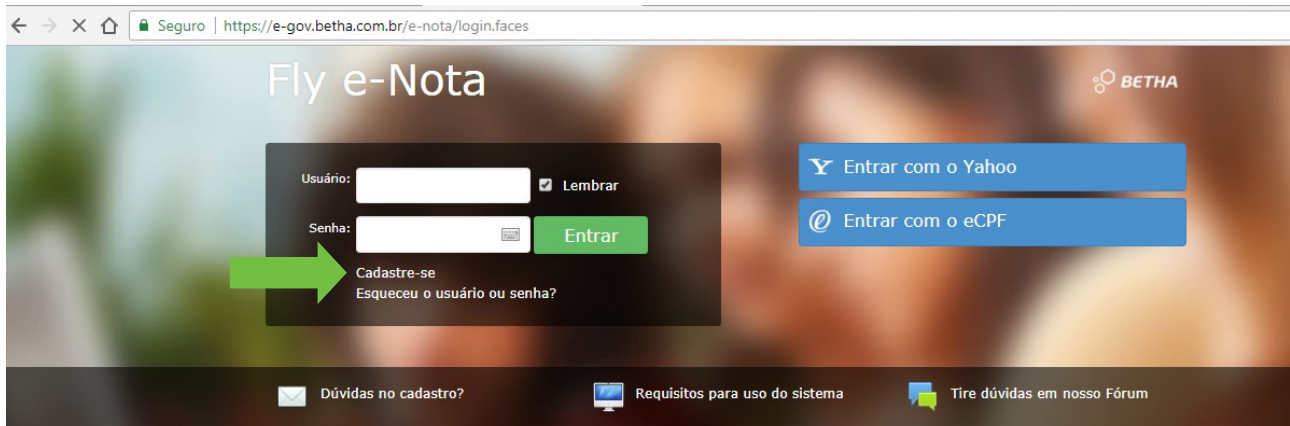 Seguro | https://e-gov.betha.com.br/e-nota/login.faces
Fly e-Nota
BETHA
Usuário:
Lembrar
Senha:
Entrar
Cadastre-se
Esqueceu o usuário ou senha?
Entrar com o Yahoo
Entrar com o eCPF
Dúvidas no cadastro?
Requisitos para uso do sistema
Tire dúvidas em nosso Fórum